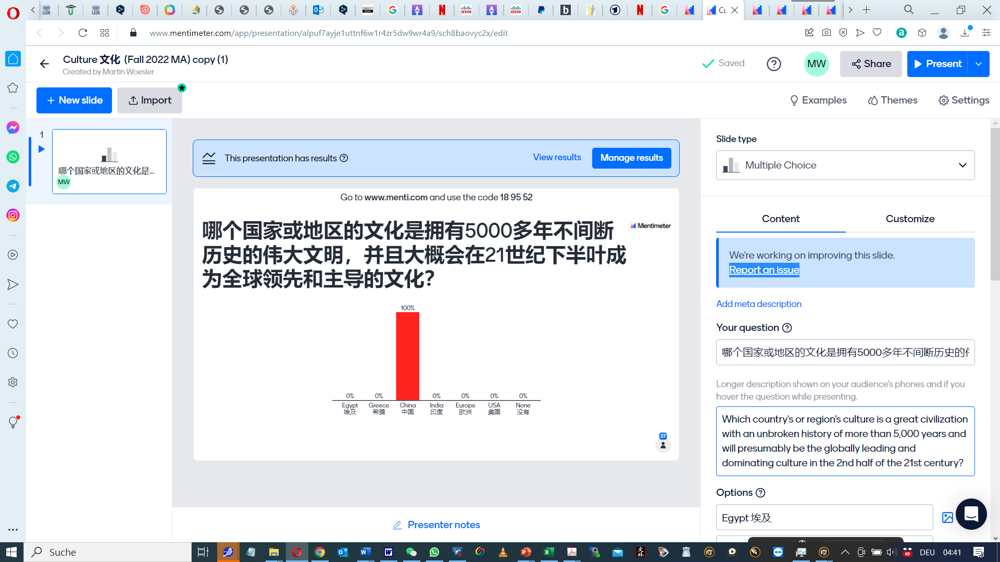 Cu
www.mentimeter.com/app/presentation/alpuf7ayje1uttnf6w1r4zr5dw9wr4a9/sch8baovyc2x/edit
Culture 文化 (Fall 2022 MA) copy (1)
Created by Martin Woesler
Saved
MW
Share
Present
+ New slide
Import
Examples
Themes
Settings
1
哪个国家或地区的文化是...
MW
This presentation has results
View results
Manage results
Go to www.menti.com and use the code 18 95 52
哪个国家或地区的文化是拥有5000多年不间断
历史的伟大文明，并且大概会在21世纪下半叶成
为全球领先和主导的文化？
Mentimeter
100%
0% 0% 0% 0% 0% 0%
Egypt Greece China India Europe USA None
埃及 希腊 中国 印度 欧洲 美国 没有
27
Presenter notes
Slide type
Multiple Choice
Content
Customize
We're working on improving this slide.
Report an issue
Add meta description
Your question
哪个国家或地区的文化是拥有5000多年不间断历史的
Longer description shown on your audience's phones and if you
hover the question while presenting.
Which country's or region's culture is a great civilization
with an unbroken history of more than 5,000 years and
will presumably be the globally leading and
dominating culture in the 2nd half of the 21st century?
Options
Egypt 埃及
Suche
49
DEU
04:41